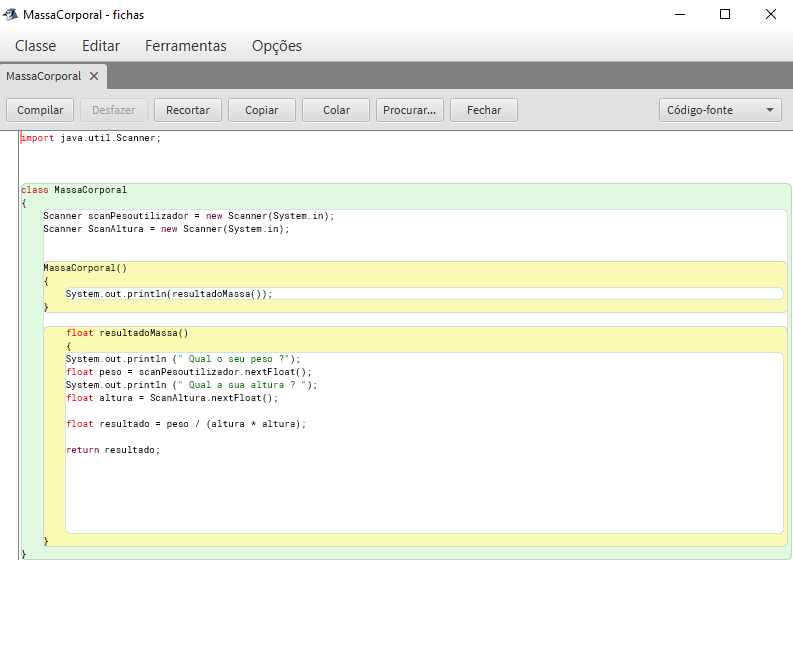 MassaCorporal - fichas
Classe Editar Ferramentas Opções
MassaCorporal
Compilar Desfazer Recortar Copiar Colar Procurar... Fechar Código-fonte
import java.util.Scanner;
class MassaCorporal
{
Scanner scanPesoutilizador = new Scanner(System.in);
Scanner ScanAltura = new Scanner(System.in);
MassaCorporal()
{
System.out.println(resultadoMassa());
}
float resultadoMassa()
{
System.out.println (" Qual o seu peso ?");
float peso = scanPesoutilizador.nextFloat();
System.out.println (" Qual a sua altura ? ");
float altura = ScanAltura.nextFloat();
float resultado = peso / (altura * altura);
return resultado;
}
}